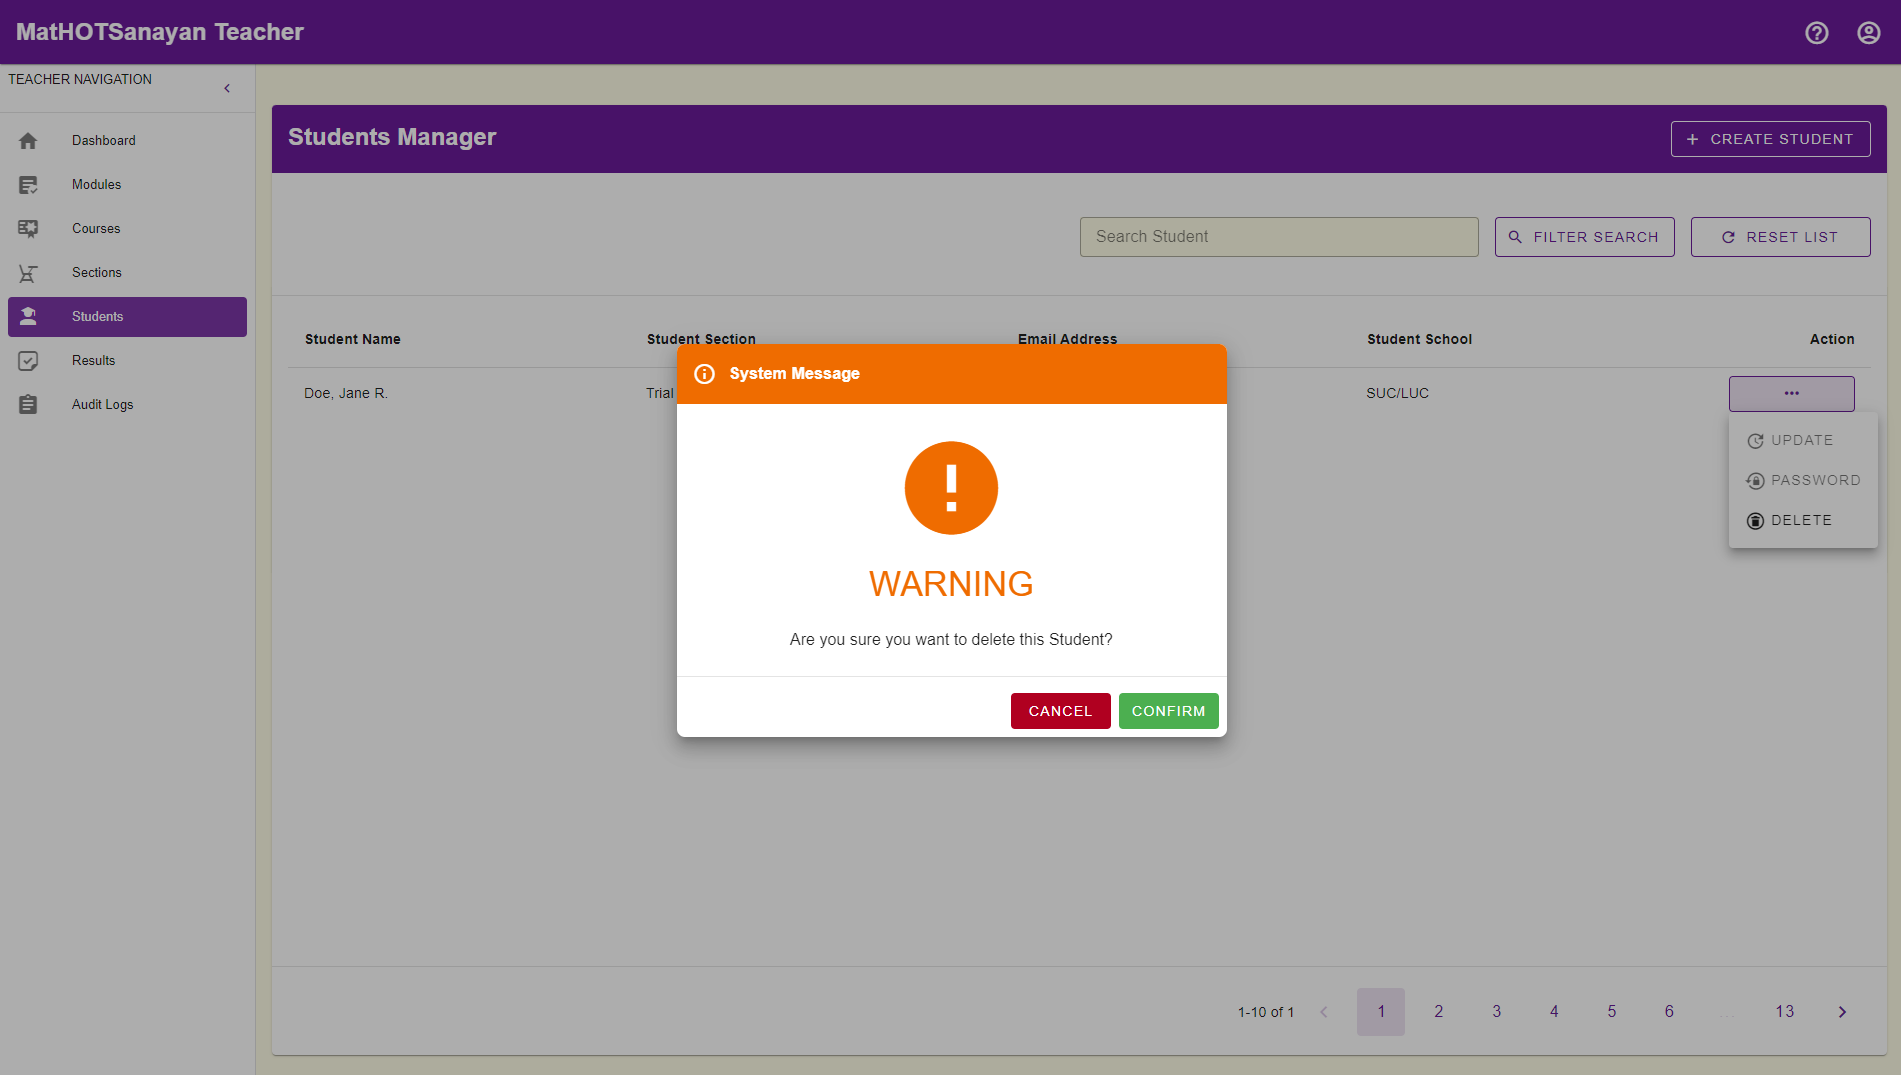 MatHOTSanayan Teacher
TEACHER NAVIGATION
Dashboard
Modules
Courses
Sections
Students
Results
Audit Logs
Students Manager
+ CREATE STUDENT
Search Student
FILTER SEARCH
RESET LIST
Student Name Student Section Email Address Student School Action
Doe, Jane R. Trial SUC/LUC ...
UPDATE
PASSWORD
DELETE
System Message
WARNING
Are you sure you want to delete this Student?
CANCEL CONFIRM
1-10 of 1 1 2 3 4 5 6 ... 13